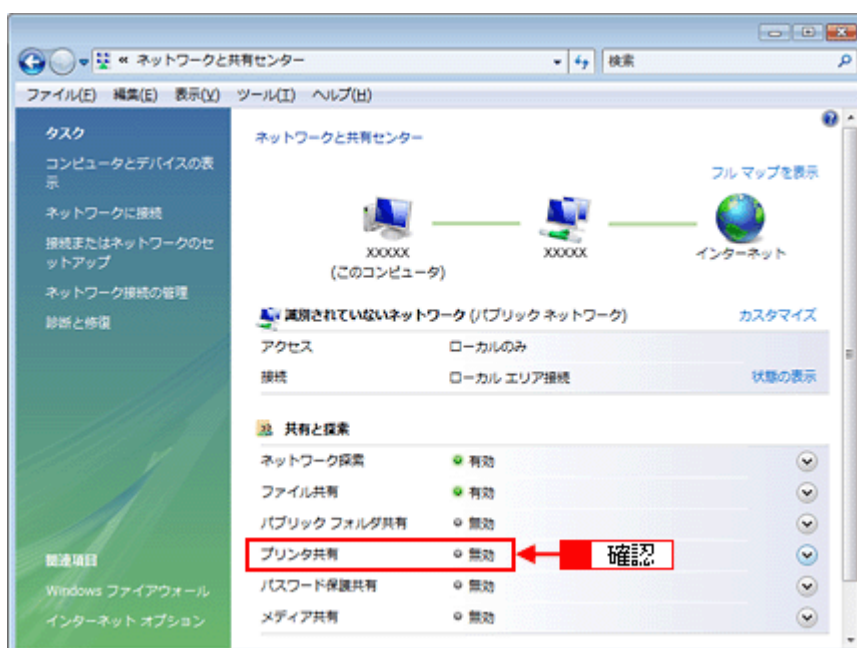 « ネットワークと共有センター
検索
ファイル(E) 編集(E) 表示(V) ツール(T) ヘルプ(H)
タスク
コンピュータとデバイスの表
示
ネットワークに接続
接続またはネットワークのセ
ットアップ
ネットワーク接続の管理
診断と修復
ネットワークと共有センター
フル マップを表示
XXXXX
(このコンピュータ)
XXXXX
インターネット
識別されていないネットワーク (パブリック ネットワーク)
カスタマイズ
アクセス ローカルのみ
接続 ローカル エリア接続 状態の表示
共有と探索
ネットワーク探索 有効
ファイル共有 有効
パブリック フォルダ共有 無効
プリンタ共有 無効
確認
パスワード保護共有 無効
メディア共有 無効
関連項目
Windows ファイアウォール
インターネット オプション